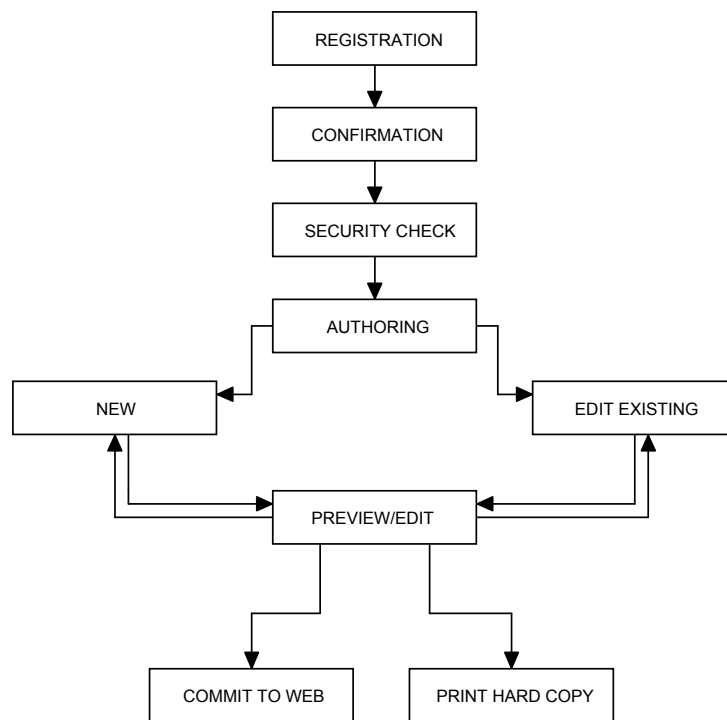 REGISTRATION
CONFIRMATION
SECURITY CHECK
AUTHORING
NEW
EDIT EXISTING
PREVIEW/EDIT
COMMIT TO WEB
PRINT HARD COPY